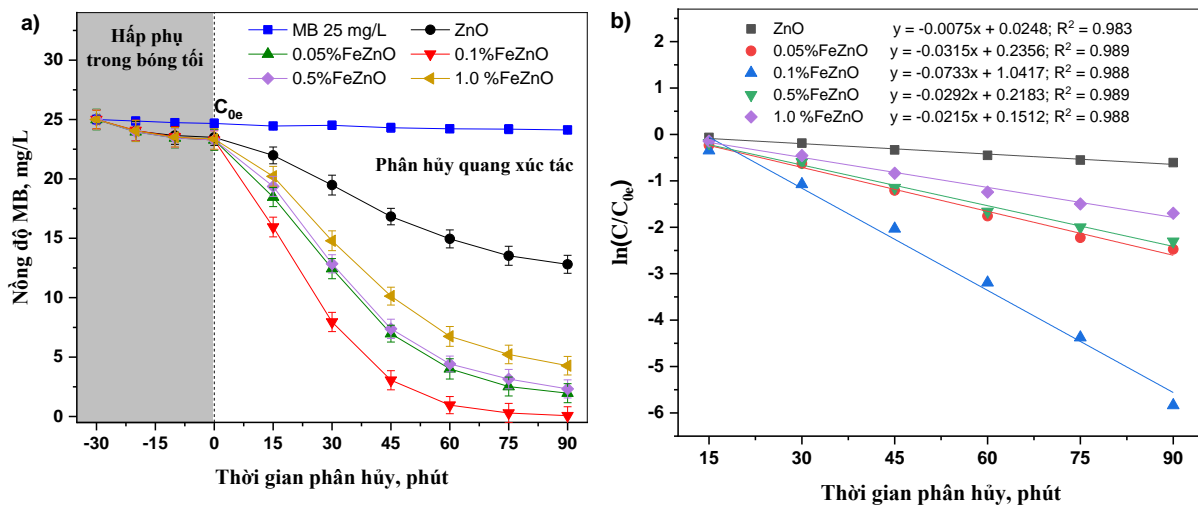 a)
Hấp phụ
trong bóng tối
MB 25 mg/L
ZnO
0.05%FeZnO
0.1%FeZnO
0.5%FeZnO
1.0 %FeZnO
C0e
Phân hủy quang xúc tác
Nồng độ MB, mg/L
30
25
20
15
10
5
0
-30 -15 0 15 30 45 60 75 90
Thời gian phân hủy, phút
b)
ZnO y = -0.0075x + 0.0248; R2 = 0.983
0.05%FeZnO y = -0.0315x + 0.2356; R2 = 0.989
0.1%FeZnO y = -0.0733x + 1.0417; R2 = 0.988
0.5%FeZnO y = -0.0292x + 0.2183; R2 = 0.989
1.0 %FeZnO y = -0.0215x + 0.1512; R2 = 0.988
ln(C/C0e)
2
1
0
-1
-2
-3
-4
-5
-6
15 30 45 60 75 90
Thời gian phân hủy, phút